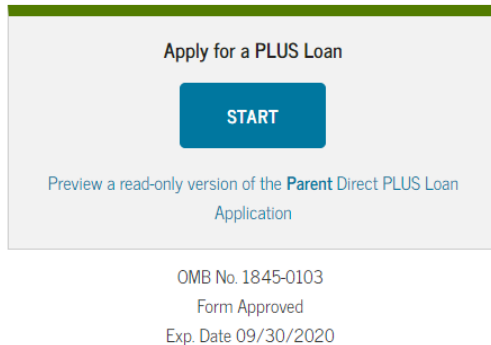 Apply for a PLUS Loan
START
Preview a read-only version of the Parent Direct PLUS Loan
Application
OMB No. 1845-0103
Form Approved
Exp. Date 09/30/2020